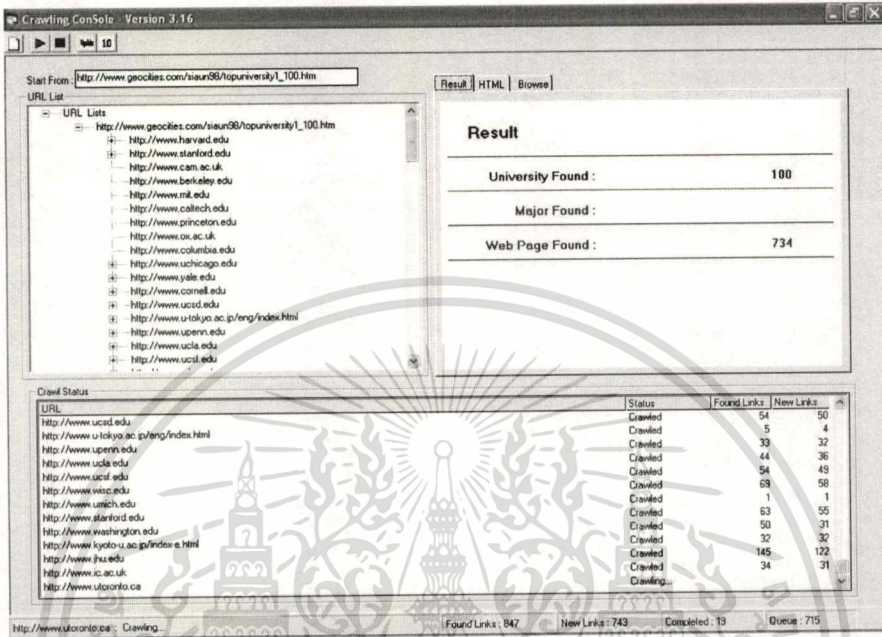 Crawling ConSole - Version 3.16
10
Start From : http://www.geocities.com/siaun98/topuniversity1_100.htm
URL List
URL Lists
http://www.geocities.com/siaun98/topuniversity1_100.htm
http://www.harvard.edu
http://www.stanford.edu
http://www.cam.ac.uk
http://www.berkeley.edu
http://www.mit.edu
http://www.caltech.edu
http://www.princeton.edu
http://www.ox.ac.uk
http://www.columbia.edu
http://www.uchicago.edu
http://www.yale.edu
http://www.cornell.edu
http://www.ucsd.edu
http://www.u-tokyo.ac.jp/eng/index.html
http://www.upenn.edu
http://www.ucla.edu
http://www.ucsf.edu
Result HTML Browse
Result
University Found : 100
Major Found :
Web Page Found : 734
Crawl Status
URL Status Found Links New Links
http://www.ucsd.edu Crawled 54 50
http://www.u-tokyo.ac.jp/eng/index.html Crawled 5 4
http://www.upenn.edu Crawled 33 32
http://www.ucla.edu Crawled 44 36
http://www.ucsf.edu Crawled 54 49
http://www.wisc.edu Crawled 69 58
http://www.umich.edu Crawled 1 1
http://www.stanford.edu Crawled 63 55
http://www.washington.edu Crawled 50 31
http://www.kyoto-u.ac.jp/index-e.html Crawled 32 32
http://www.jhu.edu Crawled 145 122
http://www.ic.ac.uk Crawled 34 31
http://www.utoronto.ca Crawling...
http://www.utoronto.ca : Crawling... Found Links : 847 New Links : 743 Completed : 19 Queue : 715